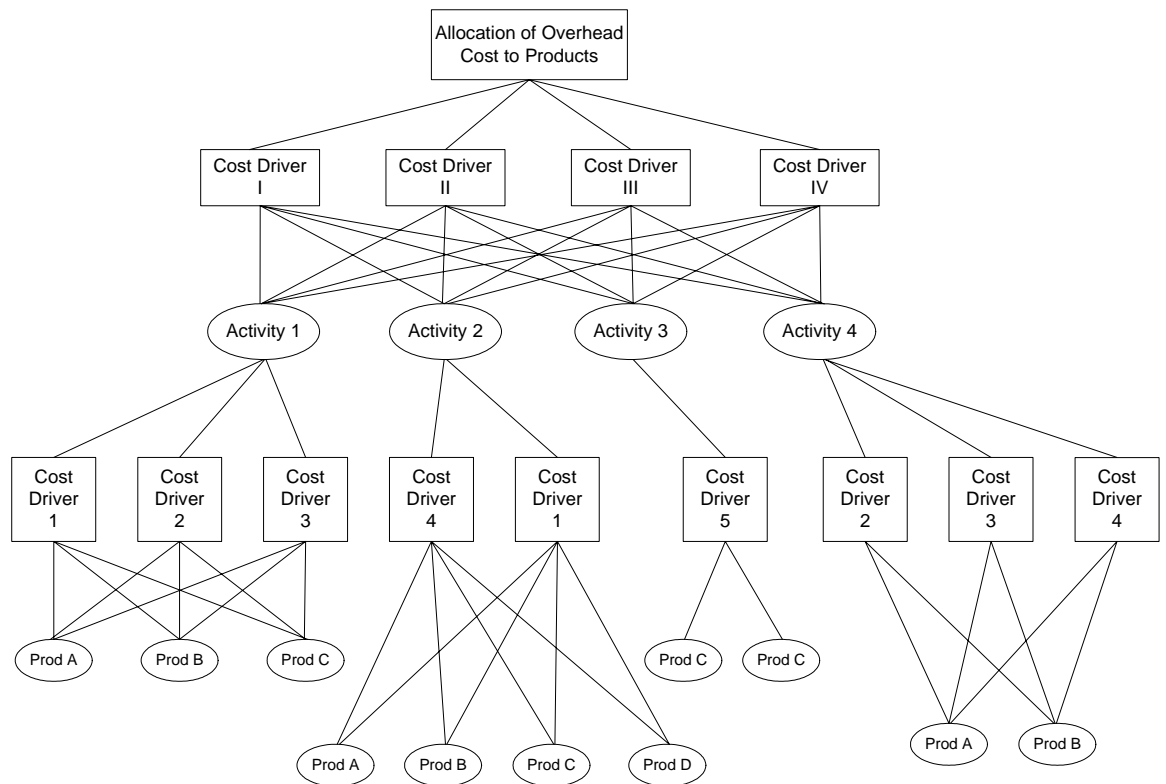 Allocation of Overhead
Cost to Products
Cost Driver
I
Cost Driver
II
Cost Driver
III
Cost Driver
IV
Activity 1
Activity 2
Activity 3
Activity 4
Cost
Driver
1
Cost
Driver
2
Cost
Driver
3
Cost
Driver
4
Cost
Driver
1
Cost
Driver
5
Cost
Driver
2
Cost
Driver
3
Cost
Driver
4
Prod A
Prod B
Prod C
Prod C
Prod C
Prod A
Prod B
Prod C
Prod D
Prod A
Prod B